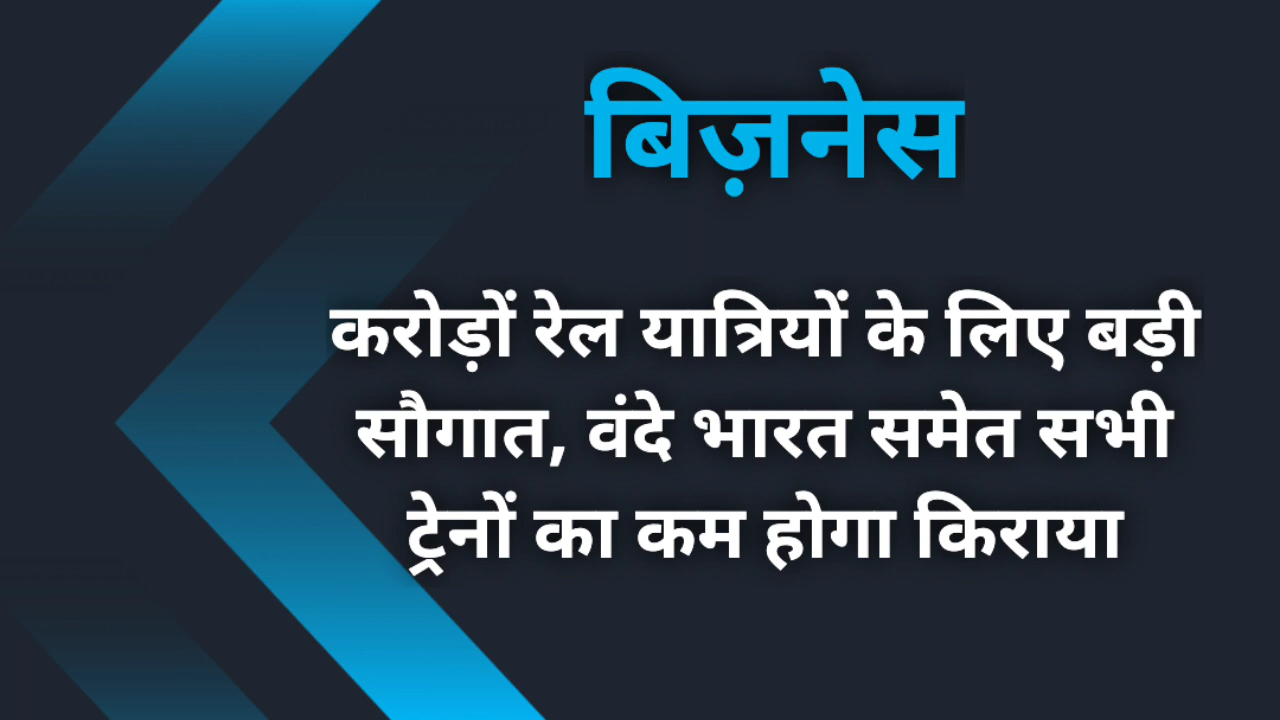 बिज़नेस
करोड़ों रेल यात्रियों के लिए बड़ी
सौगात, वंदे भारत समेत सभी
ट्रेनों का कम होगा किराया